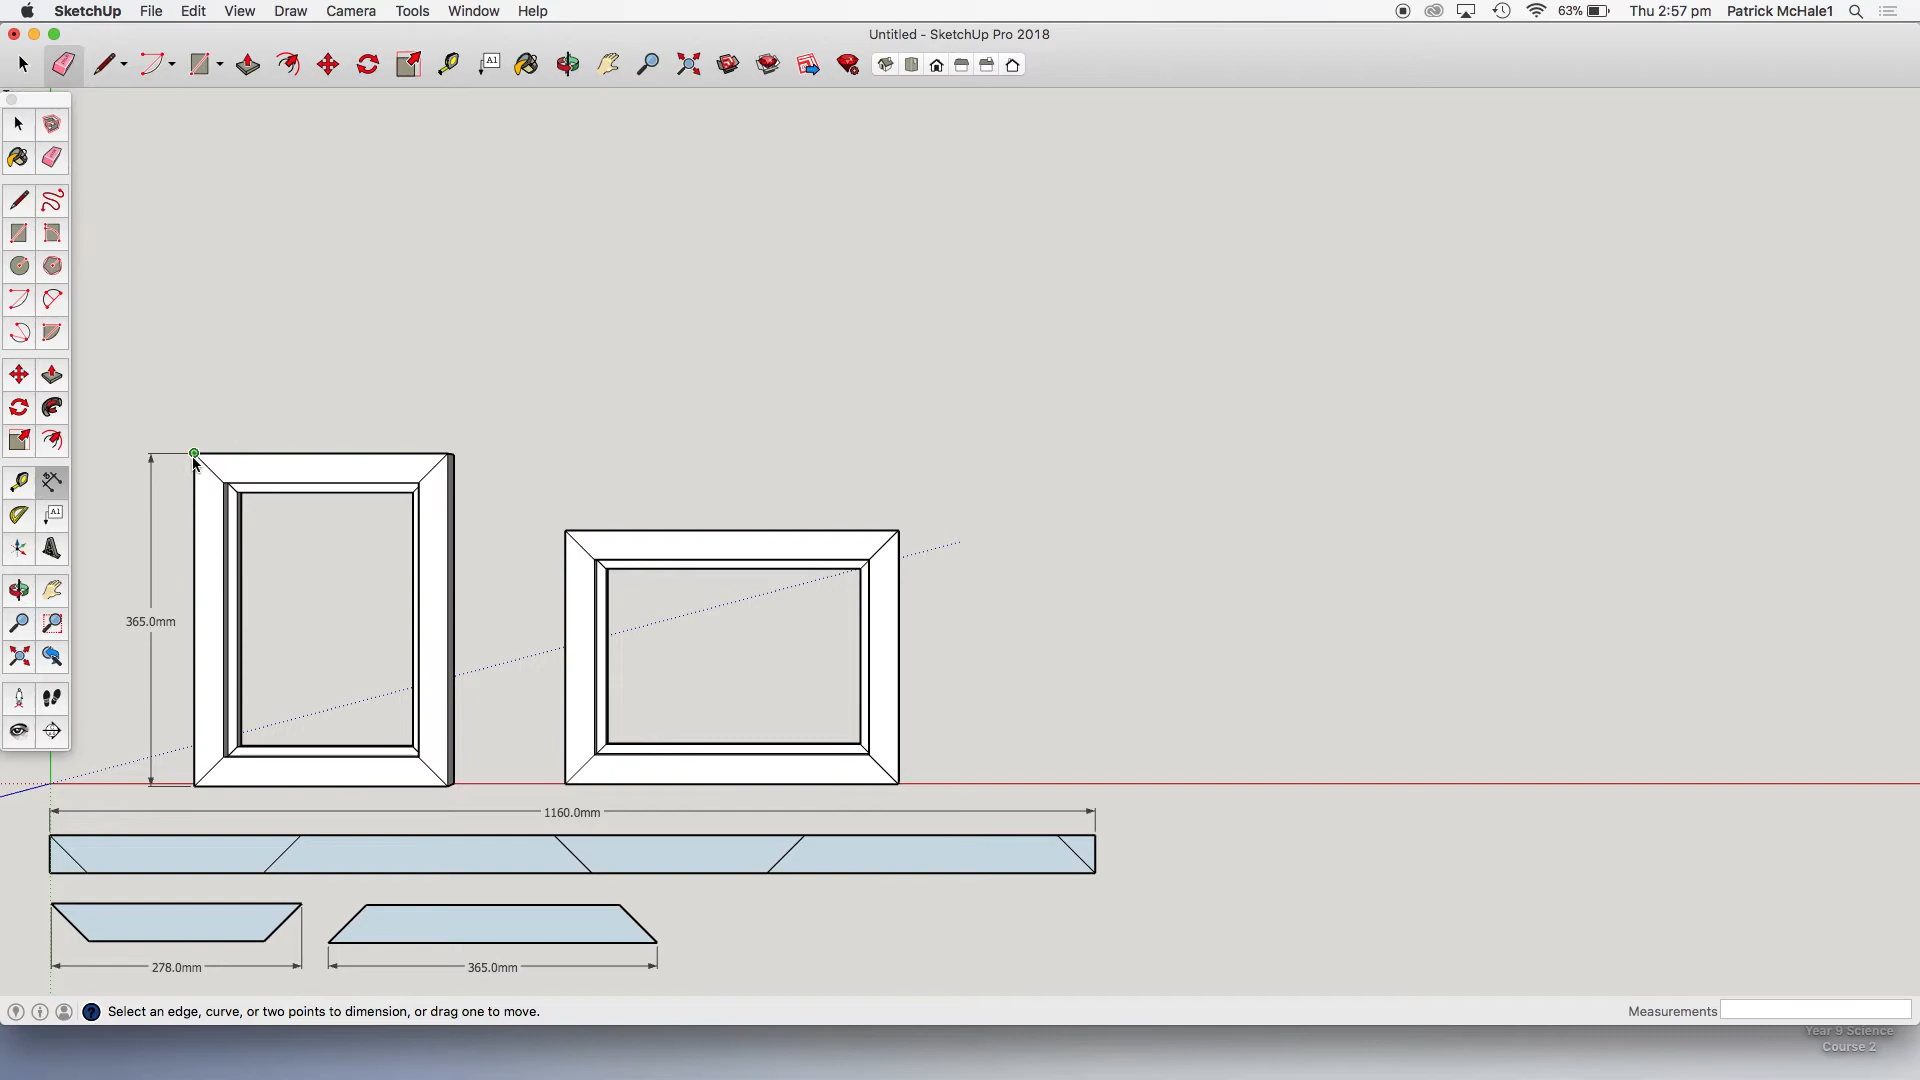 SketchUp File Edit View Draw Camera Tools Window Help 63% Thu 2:57 pm Patrick McHale1
Untitled - SketchUp Pro 2018
A1
A1
365.0mm
1160.0mm
278.0mm
365.0mm
? Select an edge, curve, or two points to dimension, or drag one to move. Measurements
Year 9 Science
Course 2